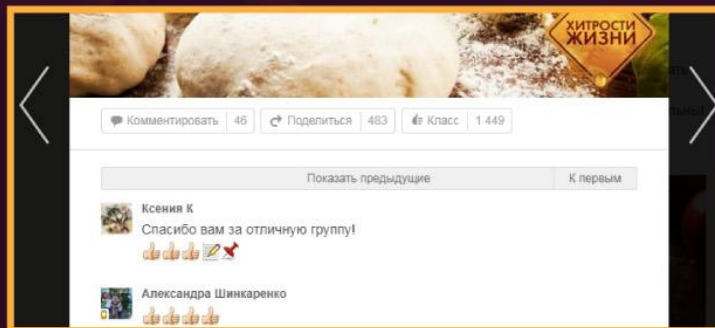 ХИТРОСТИ
ЖИЗНИ
Комментировать 46 Поделиться 483 Класс 1 449
Показать предыдущие К первым
Ксения К
Спасибо вам за отличную группу!
Александра Шинкаренко